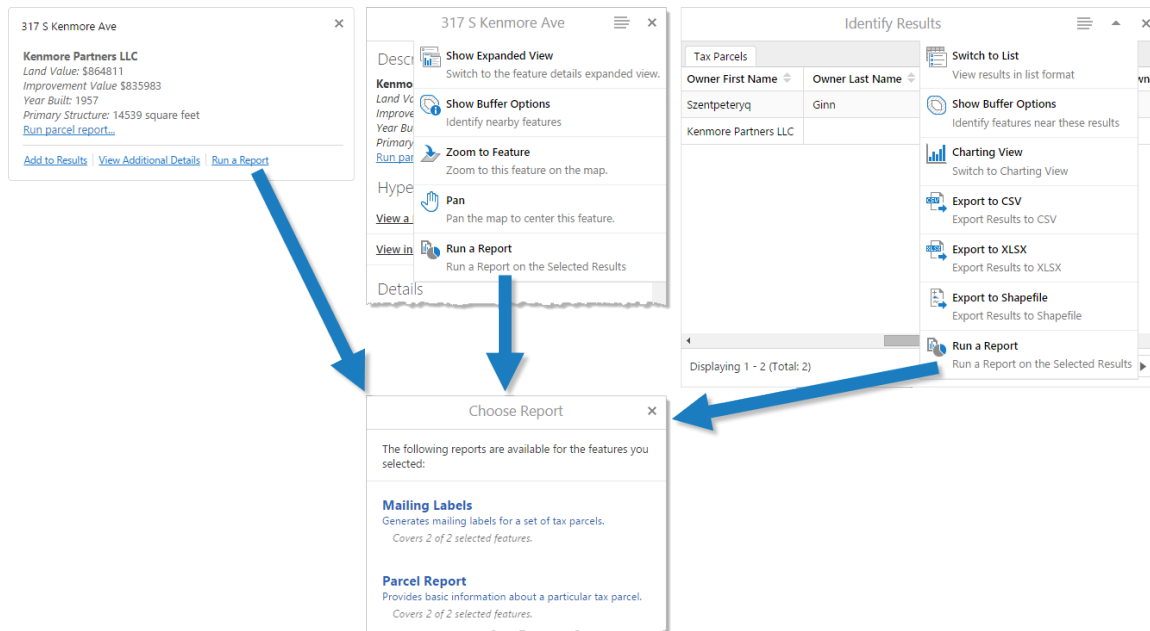 317 S Kenmore Ave
Kenmore Partners LLC
Land Value: $864811
Improvement Value $835983
Year Built: 1957
Primary Structure: 14539 square feet
Run parcel report...
Add to Results View Additional Details Run a Report
317 S Kenmore Ave
Descr
Kenmo
Land Va
Improve
Year Bu
Primary
Run par
Hype
View a
View in
Details
Show Expanded View
Switch to the feature details expanded view.
Show Buffer Options
Identify nearby features
Zoom to Feature
Zoom to this feature on the map.
Pan
Pan the map to center this feature.
Run a Report
Run a Report on the Selected Results
Identify Results
Tax Parcels
Owner First Name Owner Last Name
Szentpeteryq Ginn
Kenmore Partners LLC
Displaying 1 - 2 (Total: 2)
Switch to List
View results in list format
Show Buffer Options
Identify features near these results
Charting View
Switch to Charting View
CSV
Export to CSV
Export Results to CSV
XLSX
Export to XLSX
Export Results to XLSX
Export to Shapefile
Export Results to Shapefile
Run a Report
Run a Report on the Selected Results
Choose Report
The following reports are available for the features you
selected:
Mailing Labels
Generates mailing labels for a set of tax parcels.
Covers 2 of 2 selected features.
Parcel Report
Provides basic information about a particular tax parcel.
Covers 2 of 2 selected features.